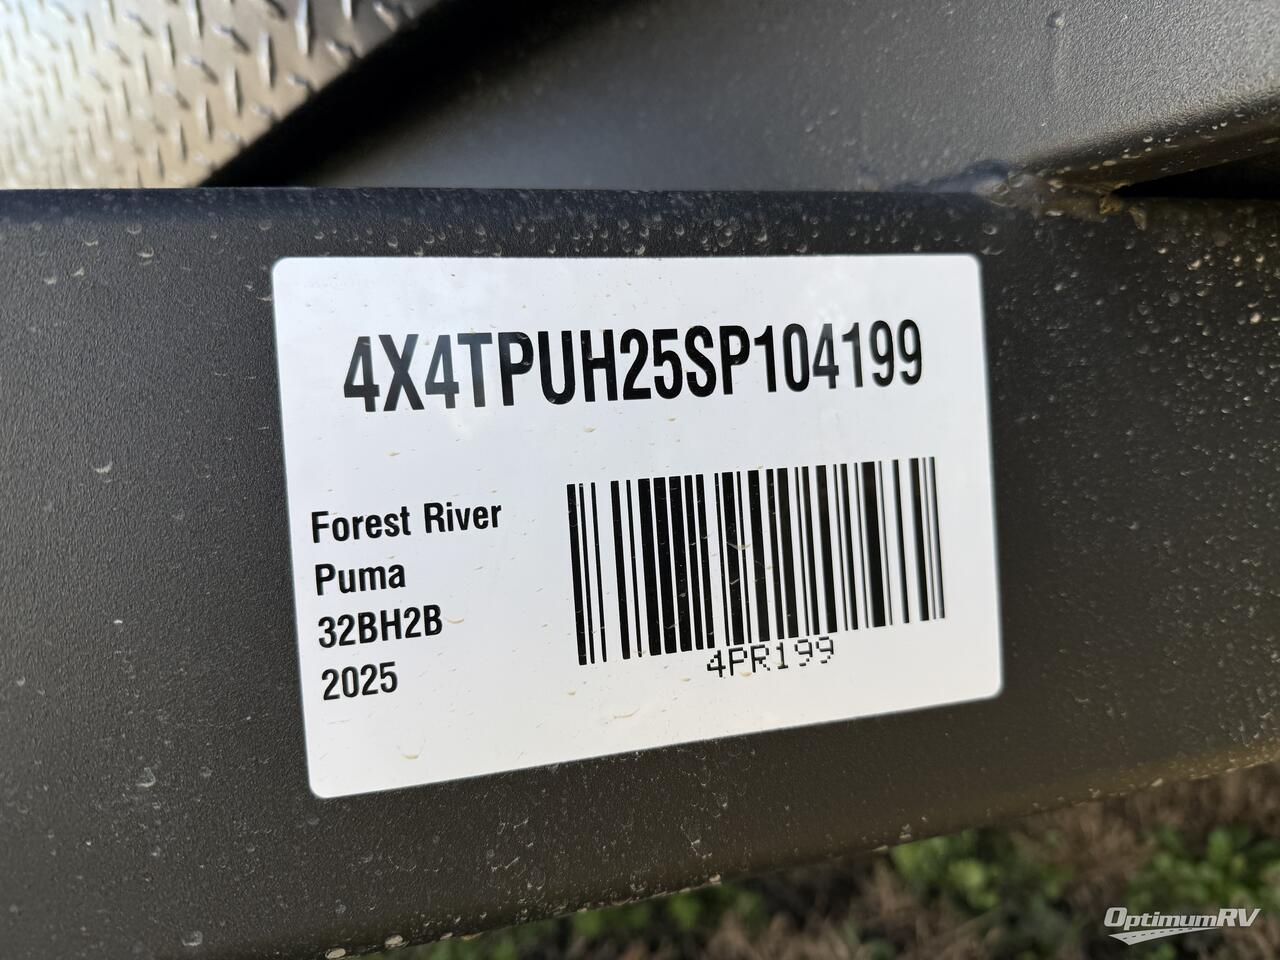 4X4TPUH25SP104199
Forest River
Puma
32BH2B
2025
4PR199
OptimumRV